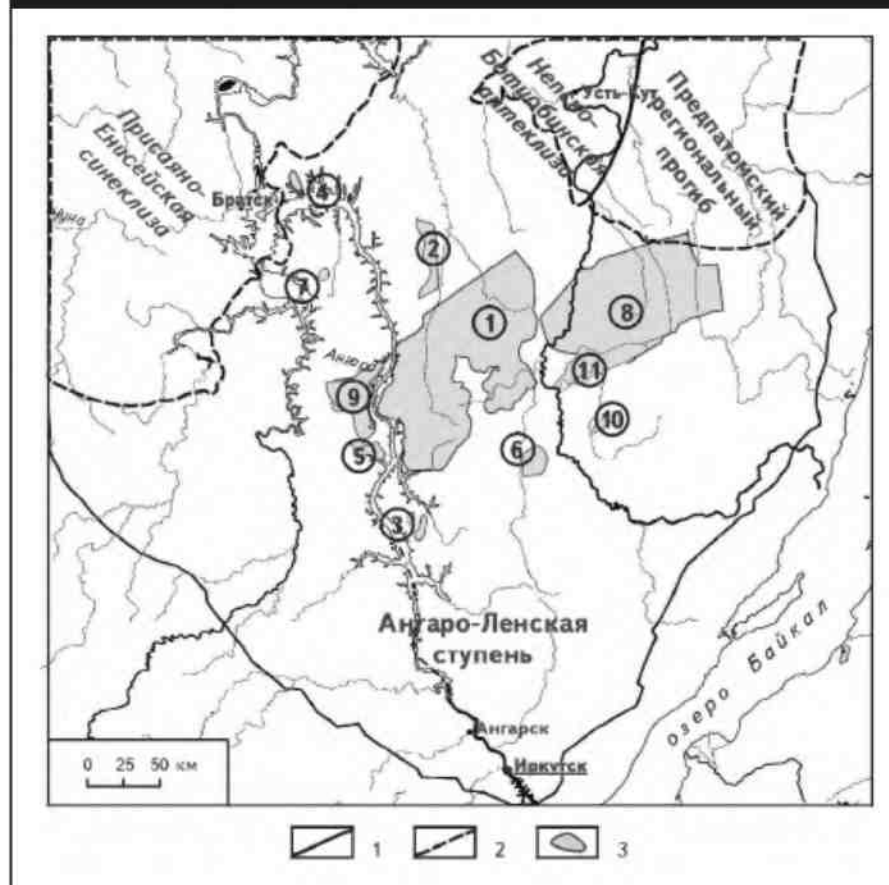 Присаяно-
Енисейская
синеклиза
Непско-
Ботуобинская
антеклиза
Усть-Кут
Предпатомский
региональный
прогиб
Братск
4
2
7
1
8
Ангара
11
9
10
5
6
3
Ангаро-Ленская
ступень
озеро Байкал
Ангарск
Иркутск
0 25 50 км
1 2 3